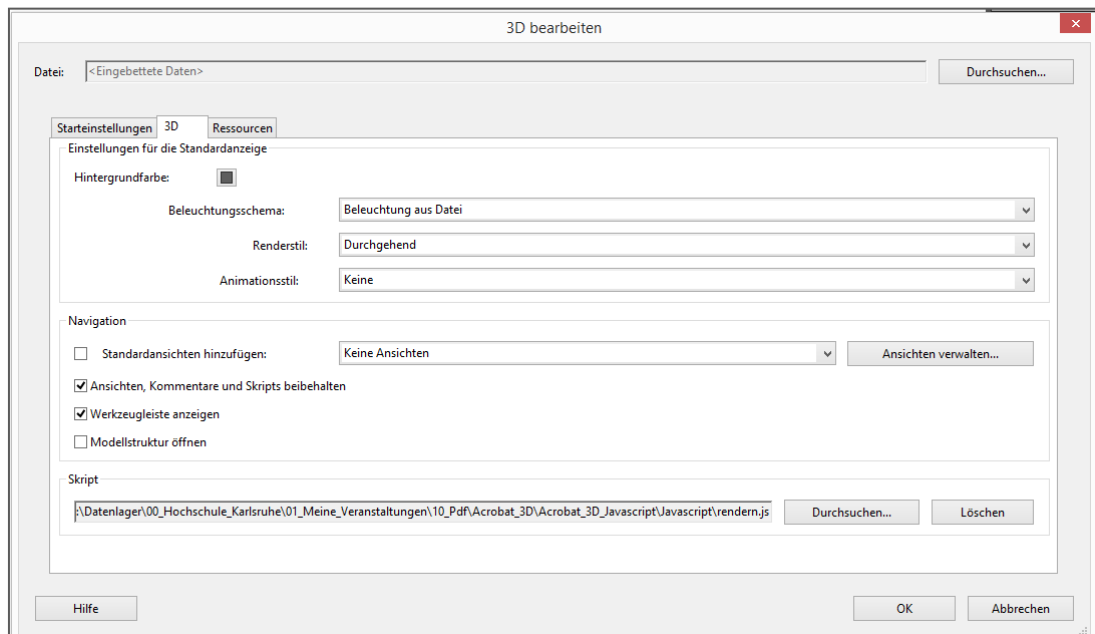 3D bearbeiten
Datei: <Eingebettete Daten> Durchsuchen...
Starteinstellungen 3D Ressourcen
Einstellungen für die Standardanzeige
Hintergrundfarbe:
Beleuchtungsschema: Beleuchtung aus Datei
Renderstil: Durchgehend
Animationsstil: Keine
Navigation
Standardansichten hinzufügen: Keine Ansichten Ansichten verwalten...
Ansichten, Kommentare und Skripts beibehalten
Werkzeugleiste anzeigen
Modellstruktur öffnen
Skript
:\Datenlager\00_Hochschule_Karlsruhe\01_Meine_Veranstaltungen\10_Pdf\Acrobat_3D\Acrobat_3D_Javascript\Javascript\rendern.js Durchsuchen... Löschen
Hilfe OK Abbrechen